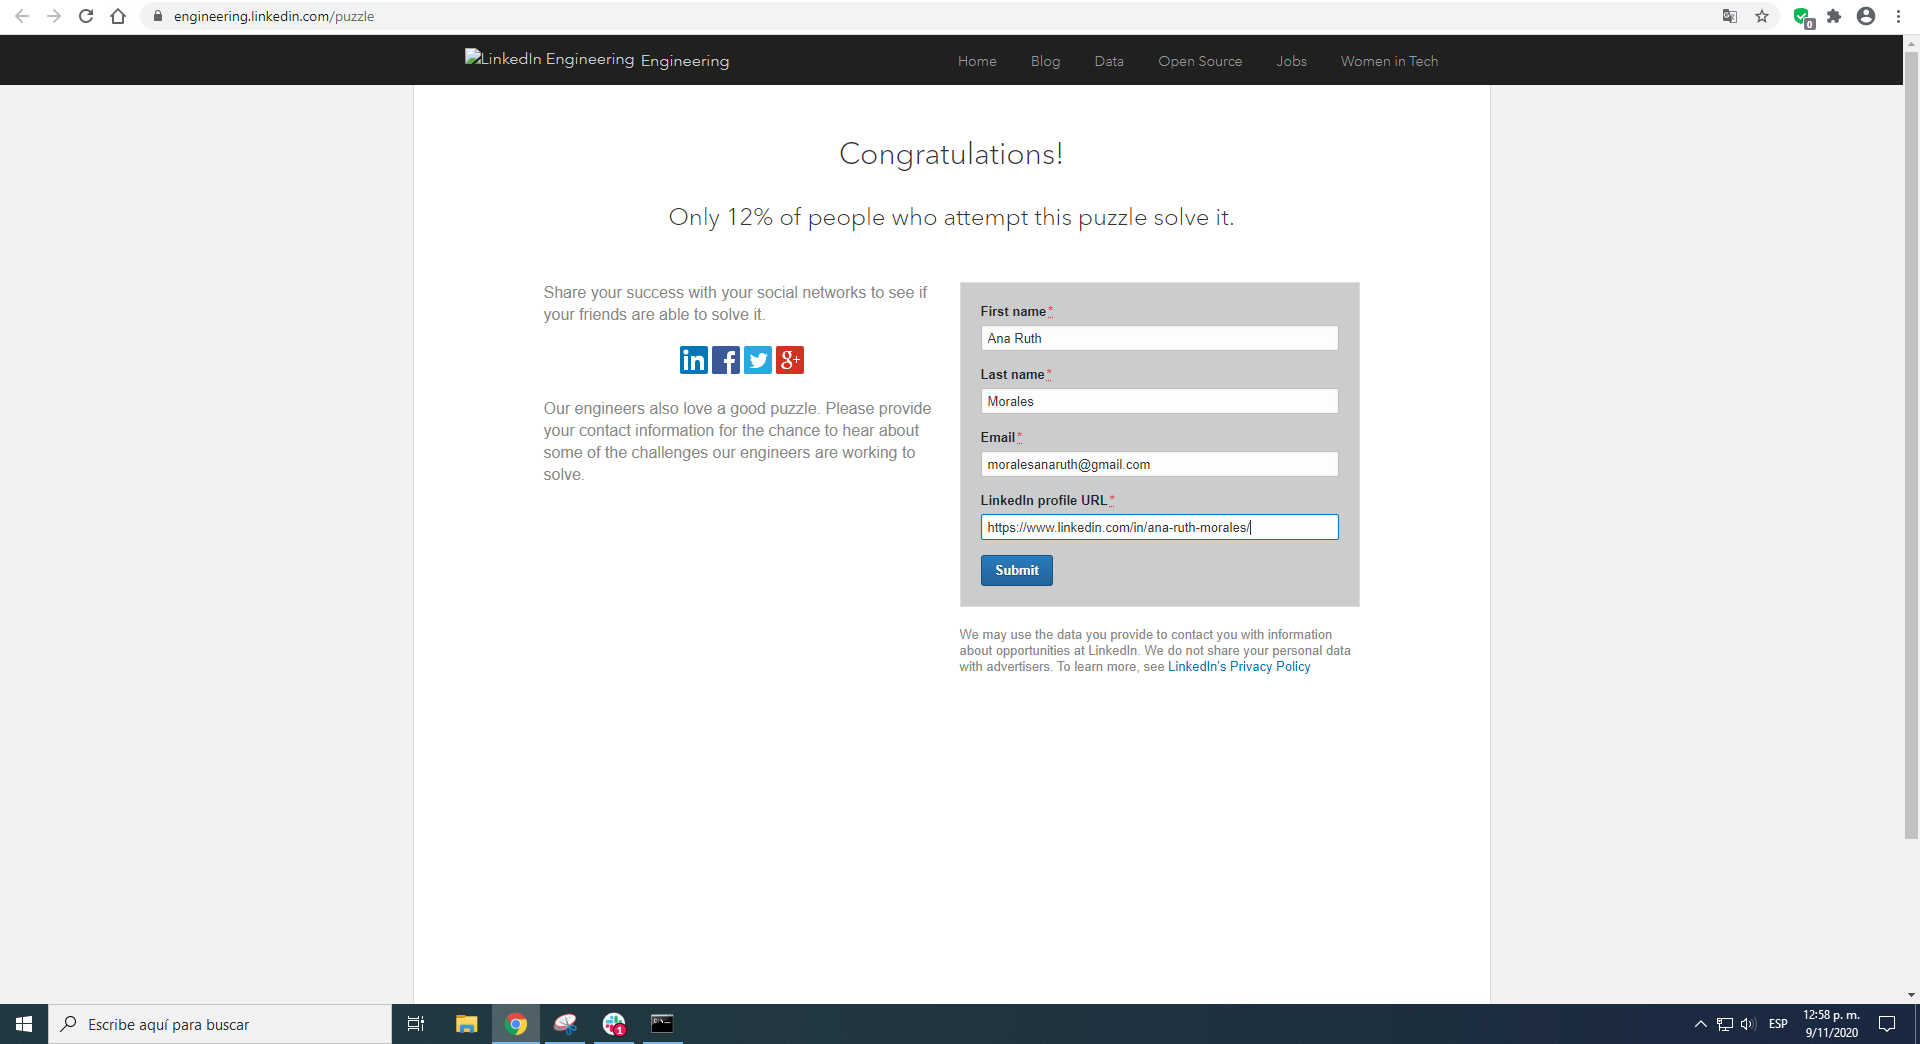 engineering.linkedin.com/puzzle
0
LinkedIn Engineering Engineering
Home Blog Data Open Source Jobs Women in Tech
Congratulations!
Only 12% of people who attempt this puzzle solve it.
Share your success with your social networks to see if
your friends are able to solve it.
in f g+
Our engineers also love a good puzzle. Please provide
your contact information for the chance to hear about
some of the challenges our engineers are working to
solve.
First name*
Ana Ruth
Last name*
Morales
Email*
moralesanaruth@gmail.com
LinkedIn profile URL*
https://www.linkedin.com/in/ana-ruth-morales/
Submit
We may use the data you provide to contact you with information
about opportunities at LinkedIn. We do not share your personal data
with advertisers. To learn more, see LinkedIn's Privacy Policy
Escribe aquí para buscar
1
ESP
12:58 p. m.
9/11/2020